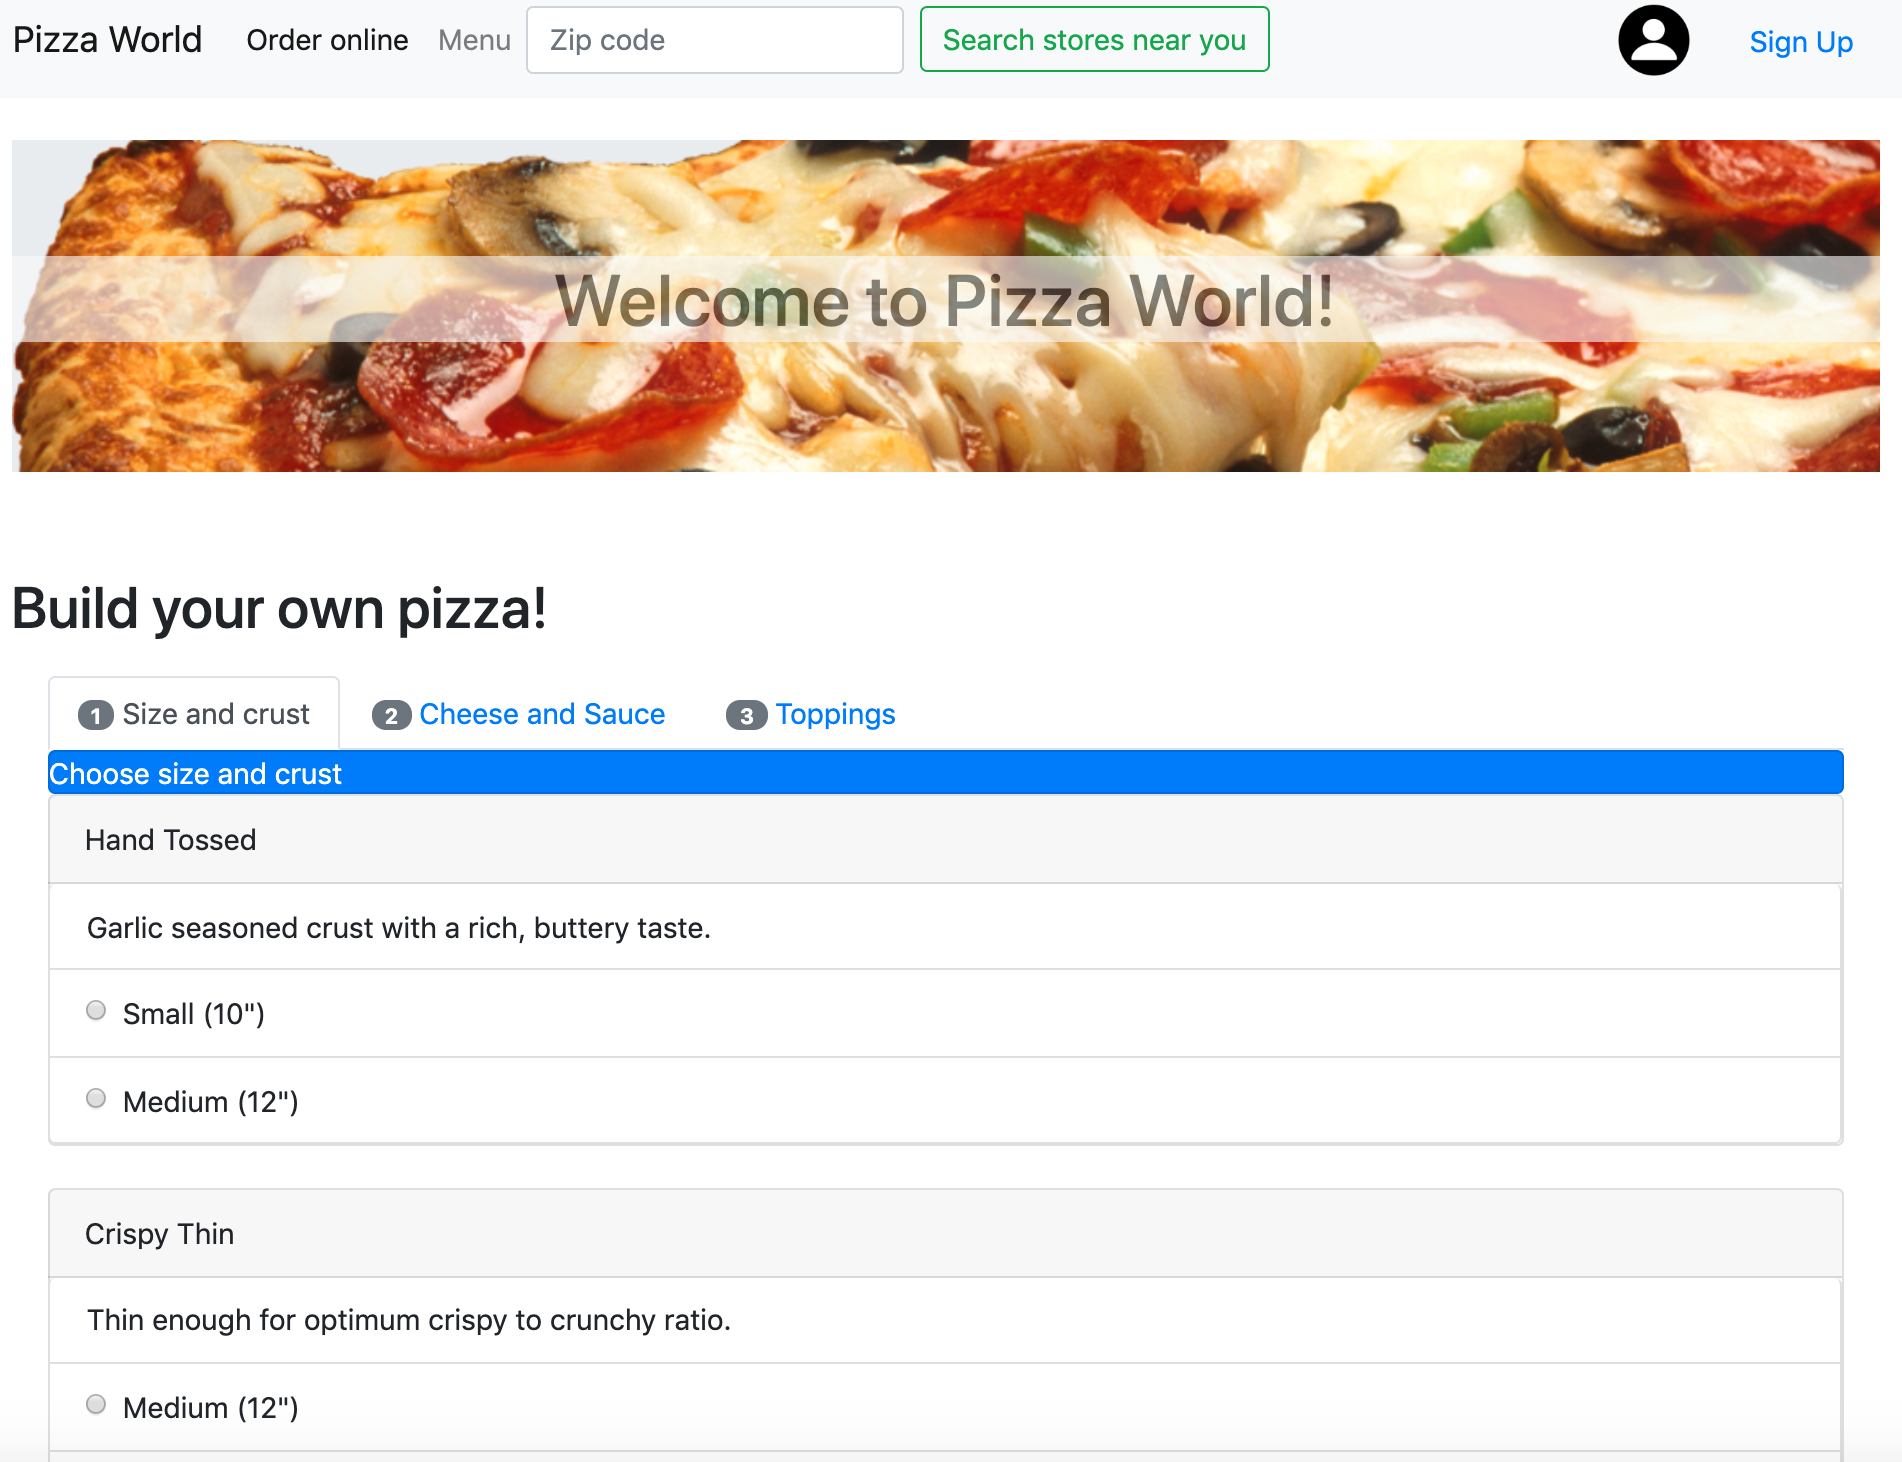 Pizza World Order online Menu Zip code Search stores near you Sign Up
Welcome to Pizza World!
Build your own pizza!
1 Size and crust 2 Cheese and Sauce 3 Toppings
Choose size and crust
Hand Tossed
Garlic seasoned crust with a rich, buttery taste.
Small (10")
Medium (12")
Crispy Thin
Thin enough for optimum crispy to crunchy ratio.
Medium (12")